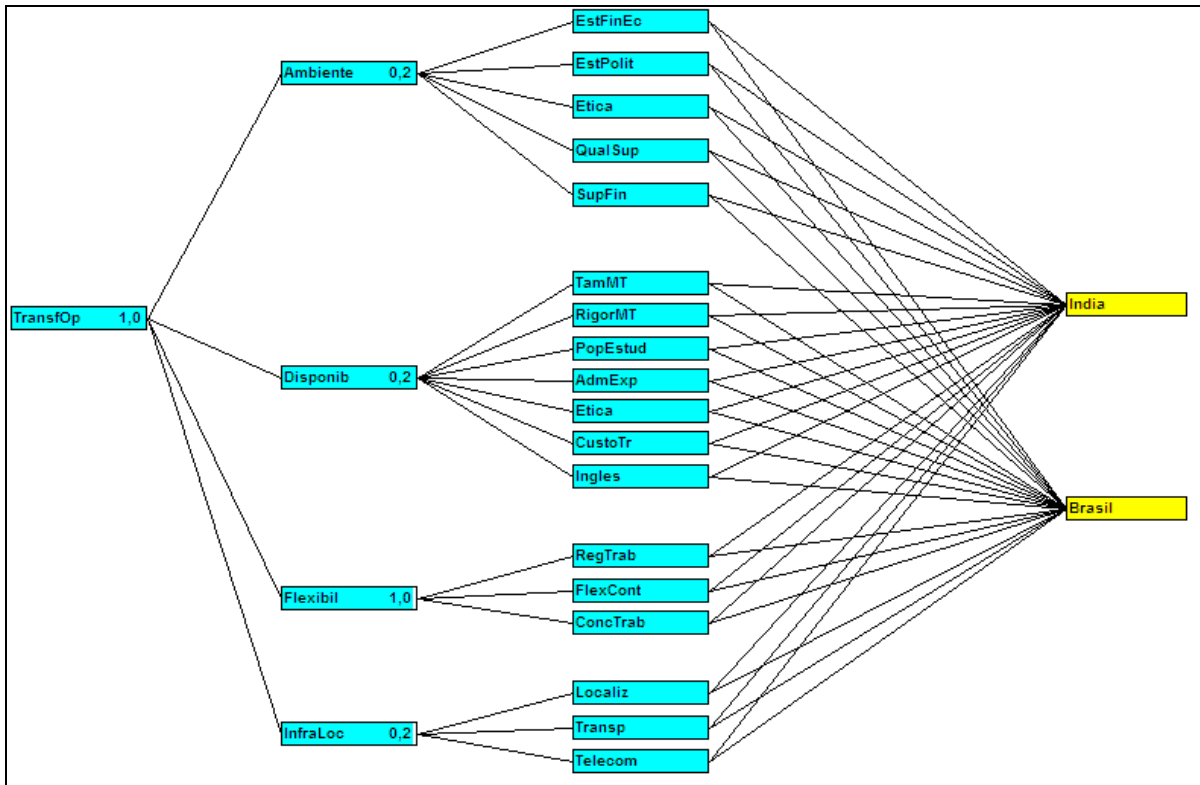 TransfOp 1,0
Ambiente 0,2
EstFinEc
EstPolit
Etica
QualSup
SupFin
Disponib 0,2
TamMT
RigorMT
PopEstud
AdmExp
Etica
CustoTr
Ingles
Flexibil 1,0
RegTrab
FlexCont
ConcTrab
InfraLoc 0,2
Localiz
Transp
Telecom
India
Brasil